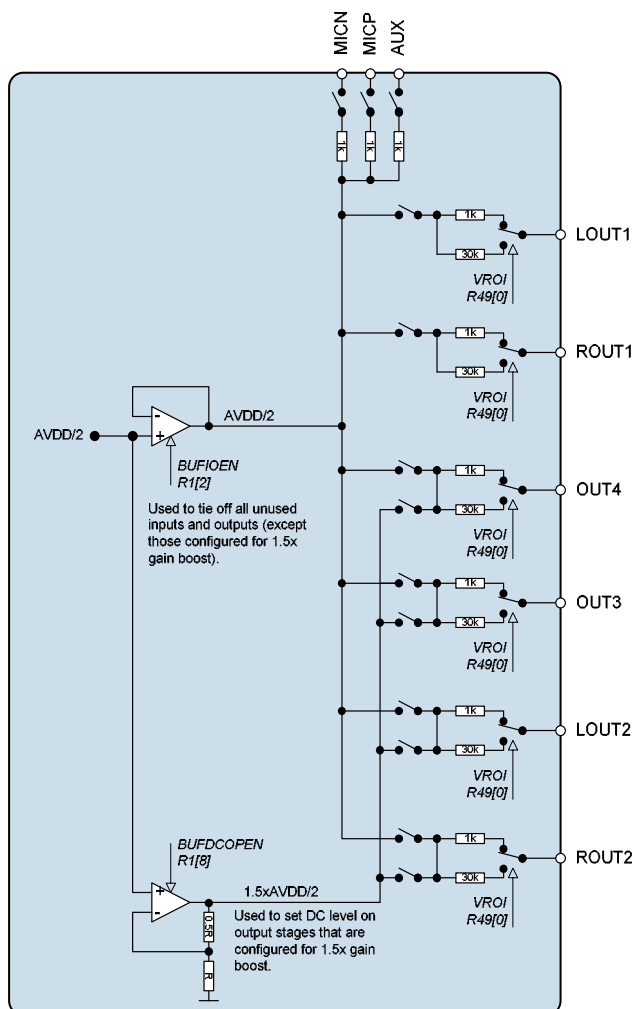 MICN
MICP
AUX
1k
1k
1k
1k
LOUT1
30k
VROI
R49[0]
1k
ROUT1
30k
VROI
R49[0]
AVDD/2
-
+
AVDD/2
BUFIOEN
R1[2]
Used to tie off all unused
inputs and outputs (except
those configured for 1.5x
gain boost).
1k
OUT4
30k
VROI
R49[0]
1k
OUT3
30k
VROI
R49[0]
1k
LOUT2
30k
VROI
R49[0]
1k
ROUT2
30k
VROI
R49[0]
BUFDCOPEN
R1[8]
+
-
1.5xAVDD/2
0.5R
R
Used to set DC level on
output stages that are
configured for 1.5x gain
boost.